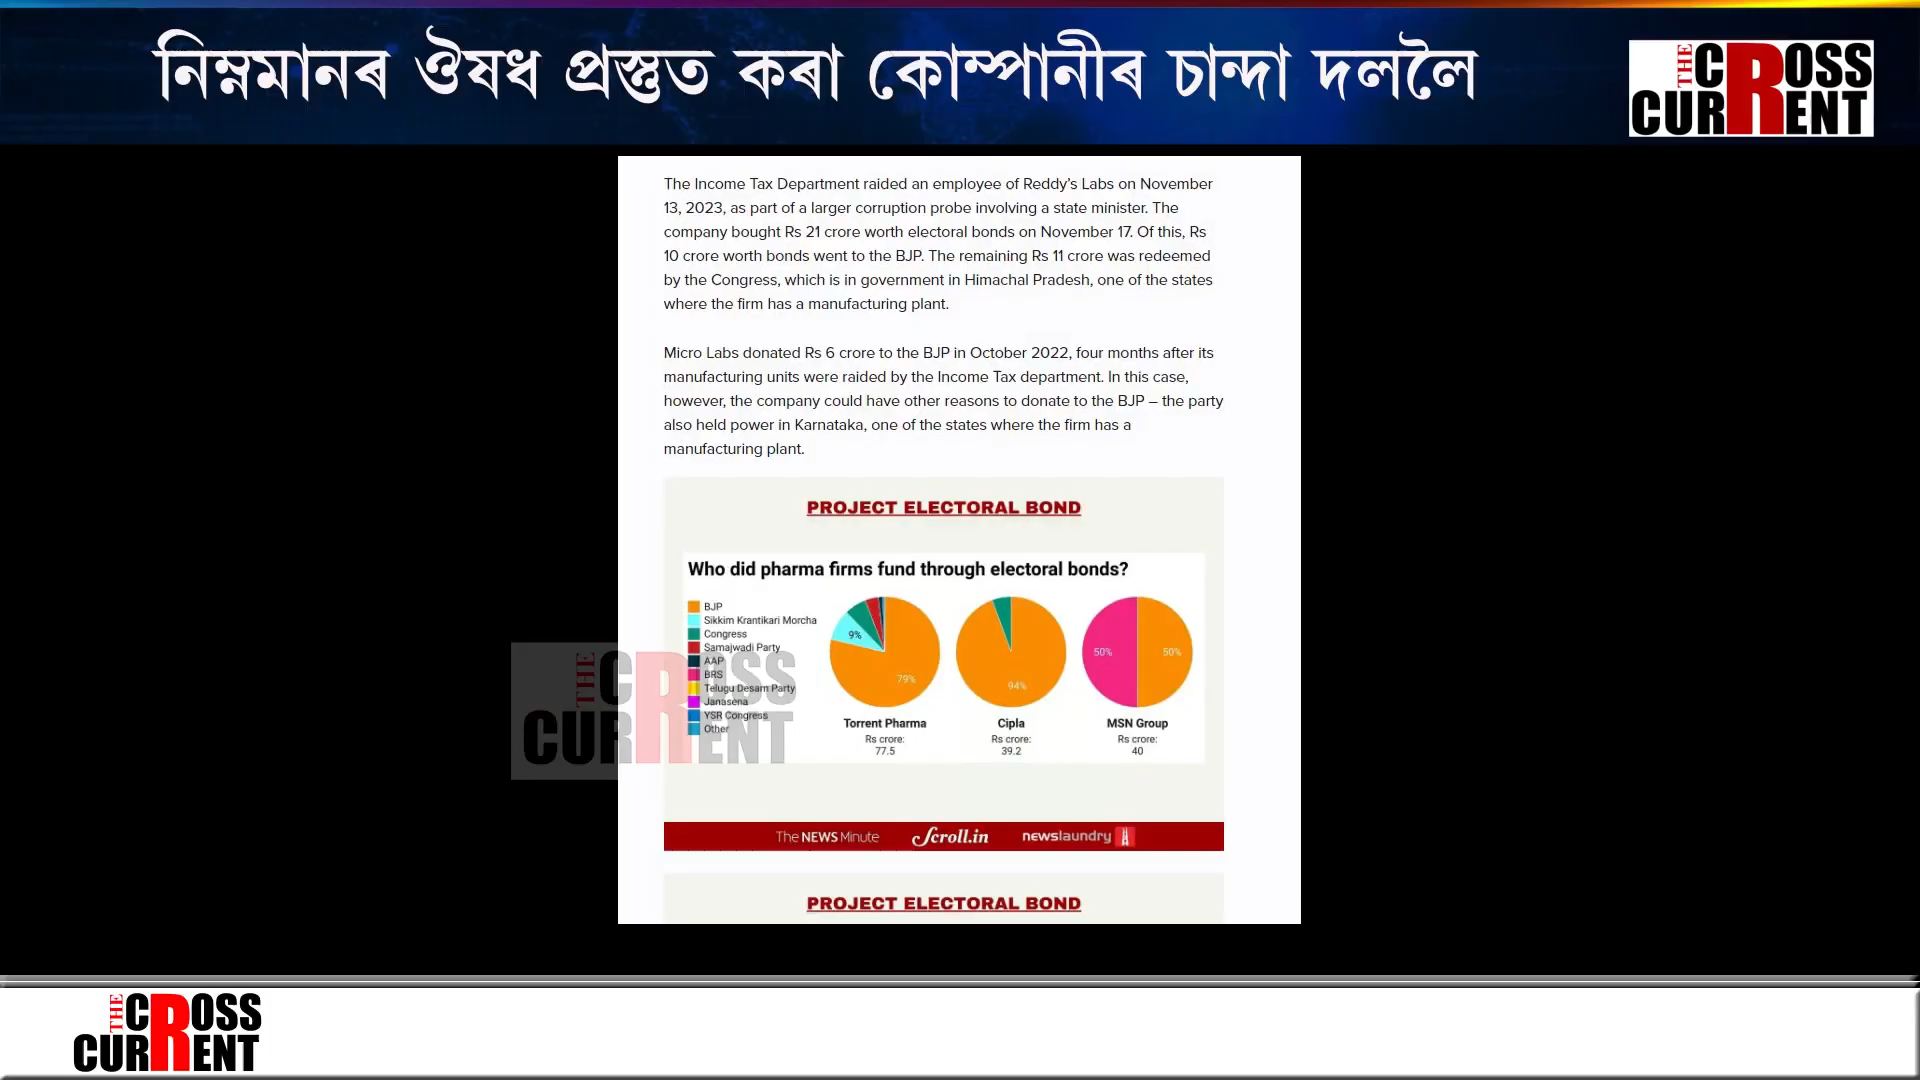 নিম্নমানৰ ঔষধ প্ৰস্তুত কৰা কোম্পানীৰ চান্দা দললৈ
THE CROSS CURRENT
The Income Tax Department raided an employee of Reddy’s Labs on November
13, 2023, as part of a larger corruption probe involving a state minister. The
company bought Rs 21 crore worth electoral bonds on November 17. Of this, Rs
10 crore worth bonds went to the BJP. The remaining Rs 11 crore was redeemed
by the Congress, which is in government in Himachal Pradesh, one of the states
where the firm has a manufacturing plant.
Micro Labs donated Rs 6 crore to the BJP in October 2022, four months after its
manufacturing units were raided by the Income Tax department. In this case,
however, the company could have other reasons to donate to the BJP – the party
also held power in Karnataka, one of the states where the firm has a
manufacturing plant.
PROJECT ELECTORAL BOND
Who did pharma firms fund through electoral bonds?
BJP
Sikkim Krantikari Morcha
Congress
Samajwadi Party
AAP
BRS
Telugu Desam Party
Janasena
YSR Congress
Other
9%
79%
94%
50%
50%
Torrent Pharma
Rs crore:
77.5
Cipla
Rs crore:
39.2
MSN Group
Rs crore:
40
THE CROSS CURRENT
The NEWS Minute
Scroll.in
newslaundry
PROJECT ELECTORAL BOND
THE CROSS CURRENT